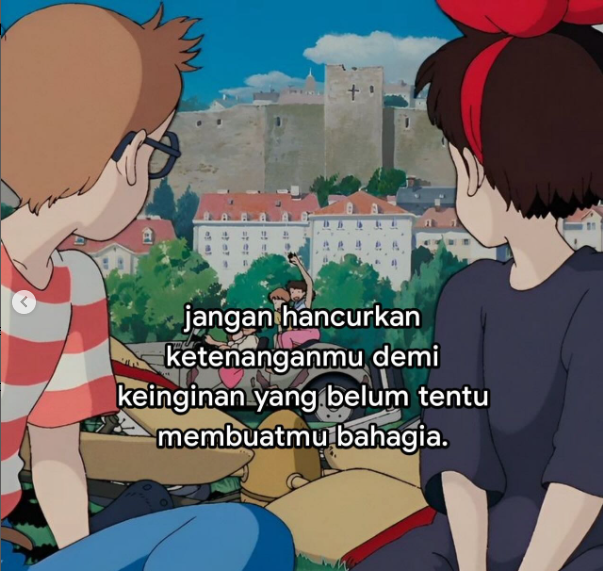 jangan hancurkan
ketenanganmu demi
keinginan yang belum tentu
membuatmu bahagia.